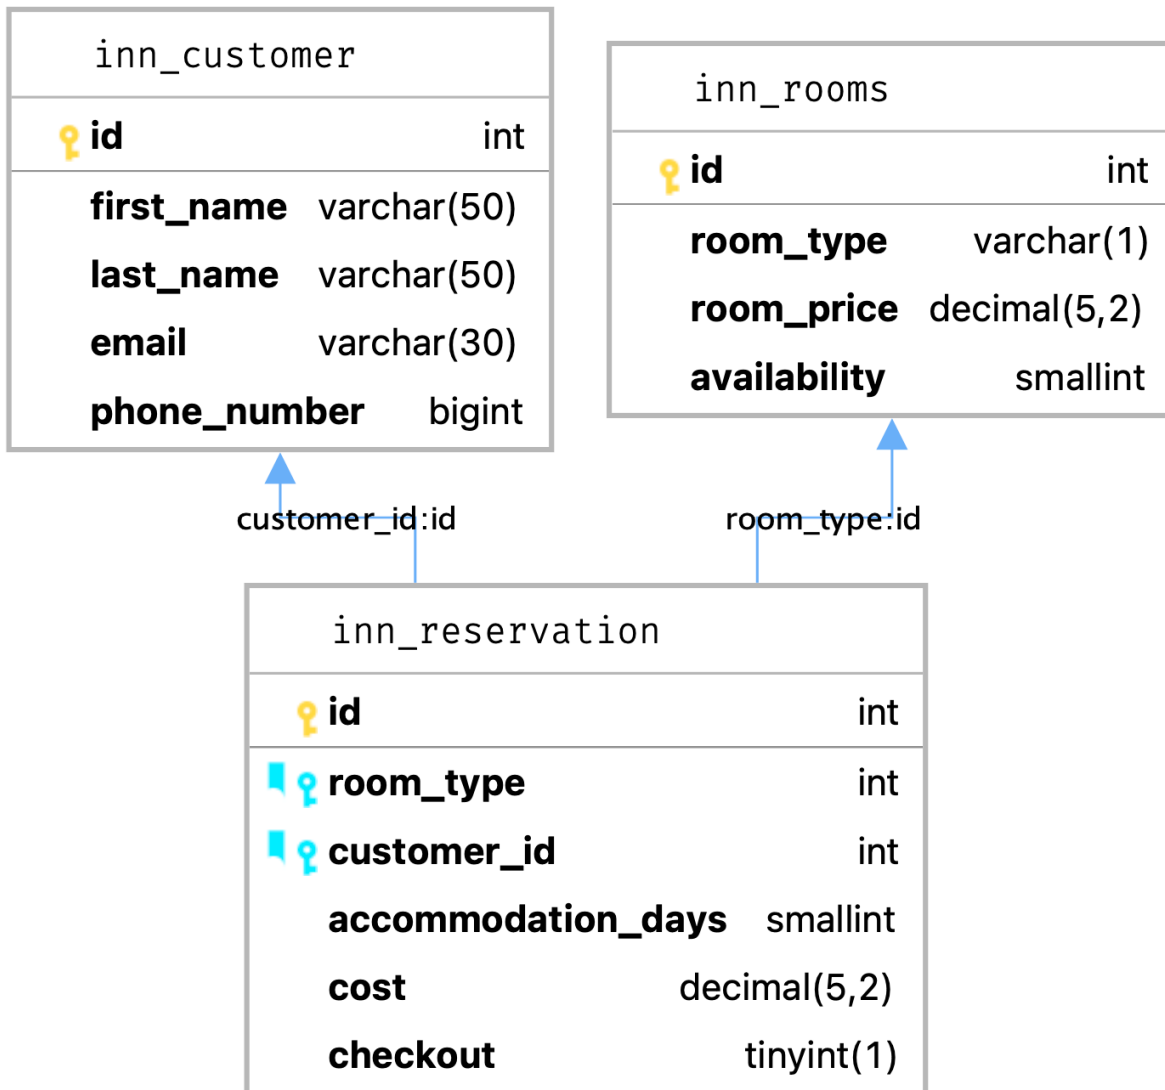 inn_customer
id int
first_name varchar(50)
last_name varchar(50)
email varchar(30)
phone_number bigint
inn_rooms
id int
room_type varchar(1)
room_price decimal(5,2)
availability smallint
customer_id:id
room_type:id
inn_reservation
id int
room_type int
customer_id int
accommodation_days smallint
cost decimal(5,2)
checkout tinyint(1)